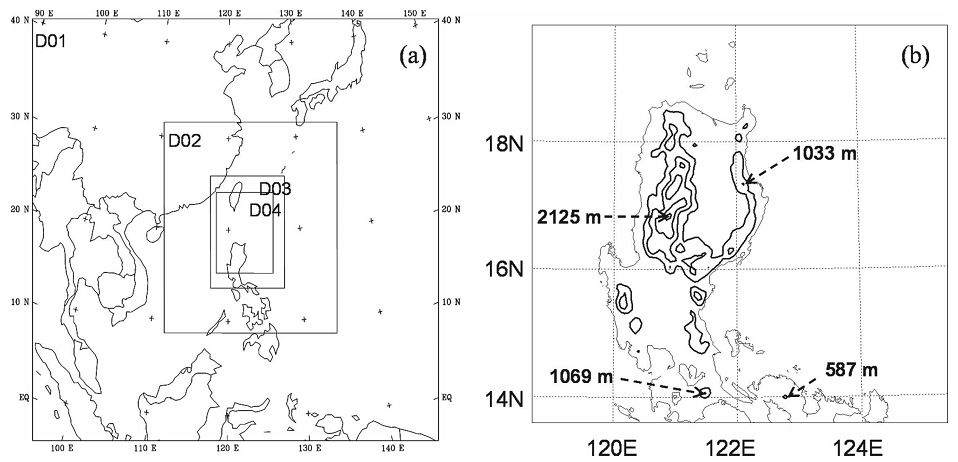 90 E 100 E 110 E 120 E 130 E 140 E 150 E
40 N 40 N
D01
(a)
30 N 30 N
D02
D03
20 N 20 N
D04
10 N 10 N
EQ EQ
100 E 110 E 120 E 130 E
(b)
18N
1033 m
2125 m
16N
1069 m
587 m
14N
120E 122E 124E